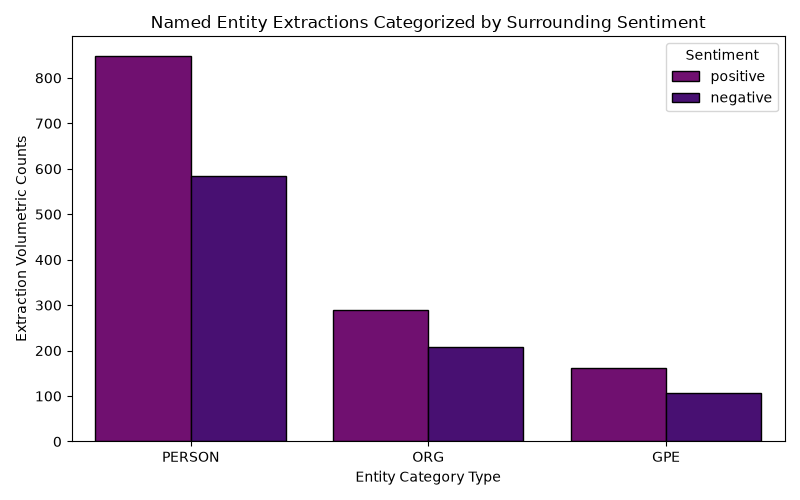 Named Entity Extractions Categorized by Surrounding Sentiment
Sentiment
positive
negative
Extraction Volumetric Counts
800
700
600
500
400
300
200
100
0
PERSON
ORG
GPE
Entity Category Type